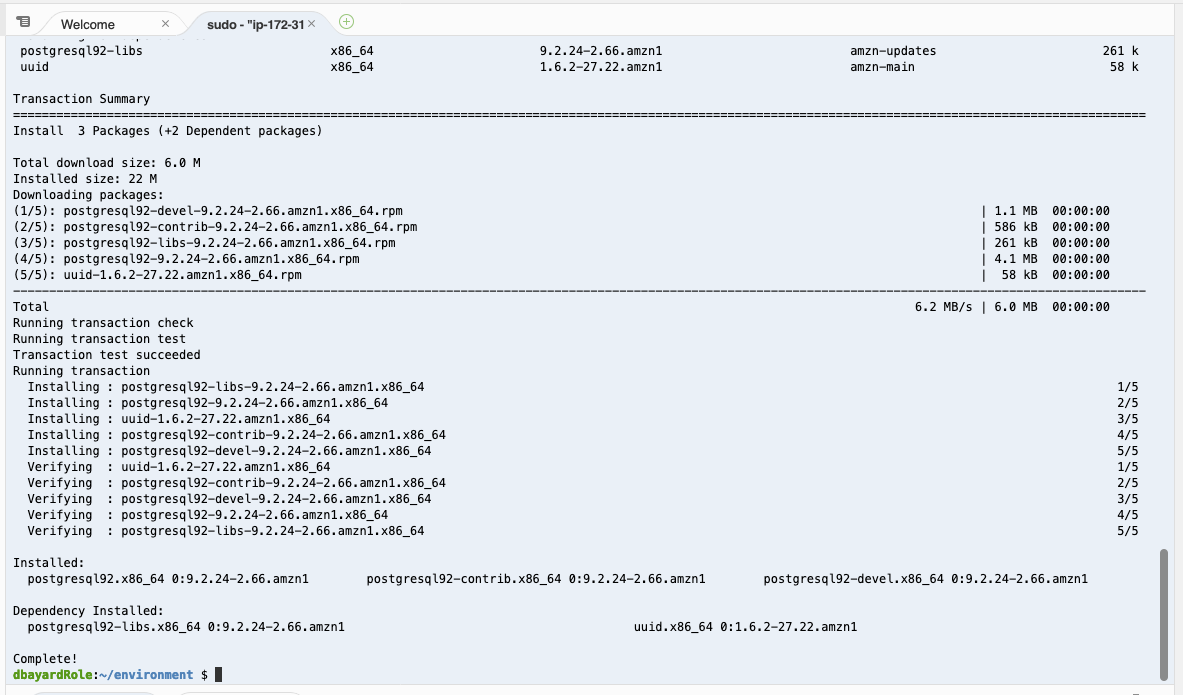 Welcome ×
sudo - "ip-172-31 ×
postgresql92-libs x86_64 9.2.24-2.66.amzn1 amzn-updates 261 k
uuid x86_64 1.6.2-27.22.amzn1 amzn-main 58 k
Transaction Summary
================================================================================
Install  3 Packages (+2 Dependent packages)
Total download size: 6.0 M
Installed size: 22 M
Downloading packages:
(1/5): postgresql92-devel-9.2.24-2.66.amzn1.x86_64.rpm | 1.1 MB  00:00:00
(2/5): postgresql92-contrib-9.2.24-2.66.amzn1.x86_64.rpm | 586 kB  00:00:00
(3/5): postgresql92-libs-9.2.24-2.66.amzn1.x86_64.rpm | 261 kB  00:00:00
(4/5): postgresql92-9.2.24-2.66.amzn1.x86_64.rpm | 4.1 MB  00:00:00
(5/5): uuid-1.6.2-27.22.amzn1.x86_64.rpm |  58 kB  00:00:00
--------------------------------------------------------------------------------
Total 6.2 MB/s | 6.0 MB  00:00:00
Running transaction check
Running transaction test
Transaction test succeeded
Running transaction
Installing : postgresql92-libs-9.2.24-2.66.amzn1.x86_64 1/5
Installing : postgresql92-9.2.24-2.66.amzn1.x86_64 2/5
Installing : uuid-1.6.2-27.22.amzn1.x86_64 3/5
Installing : postgresql92-contrib-9.2.24-2.66.amzn1.x86_64 4/5
Installing : postgresql92-devel-9.2.24-2.66.amzn1.x86_64 5/5
Verifying  : uuid-1.6.2-27.22.amzn1.x86_64 1/5
Verifying  : postgresql92-contrib-9.2.24-2.66.amzn1.x86_64 2/5
Verifying  : postgresql92-devel-9.2.24-2.66.amzn1.x86_64 3/5
Verifying  : postgresql92-9.2.24-2.66.amzn1.x86_64 4/5
Verifying  : postgresql92-libs-9.2.24-2.66.amzn1.x86_64 5/5
Installed:
postgresql92.x86_64 0:9.2.24-2.66.amzn1 postgresql92-contrib.x86_64 0:9.2.24-2.66.amzn1 postgresql92-devel.x86_64 0:9.2.24-2.66.amzn1
Dependency Installed:
postgresql92-libs.x86_64 0:9.2.24-2.66.amzn1 uuid.x86_64 0:1.6.2-27.22.amzn1
Complete!
dbayardRole:~/environment $